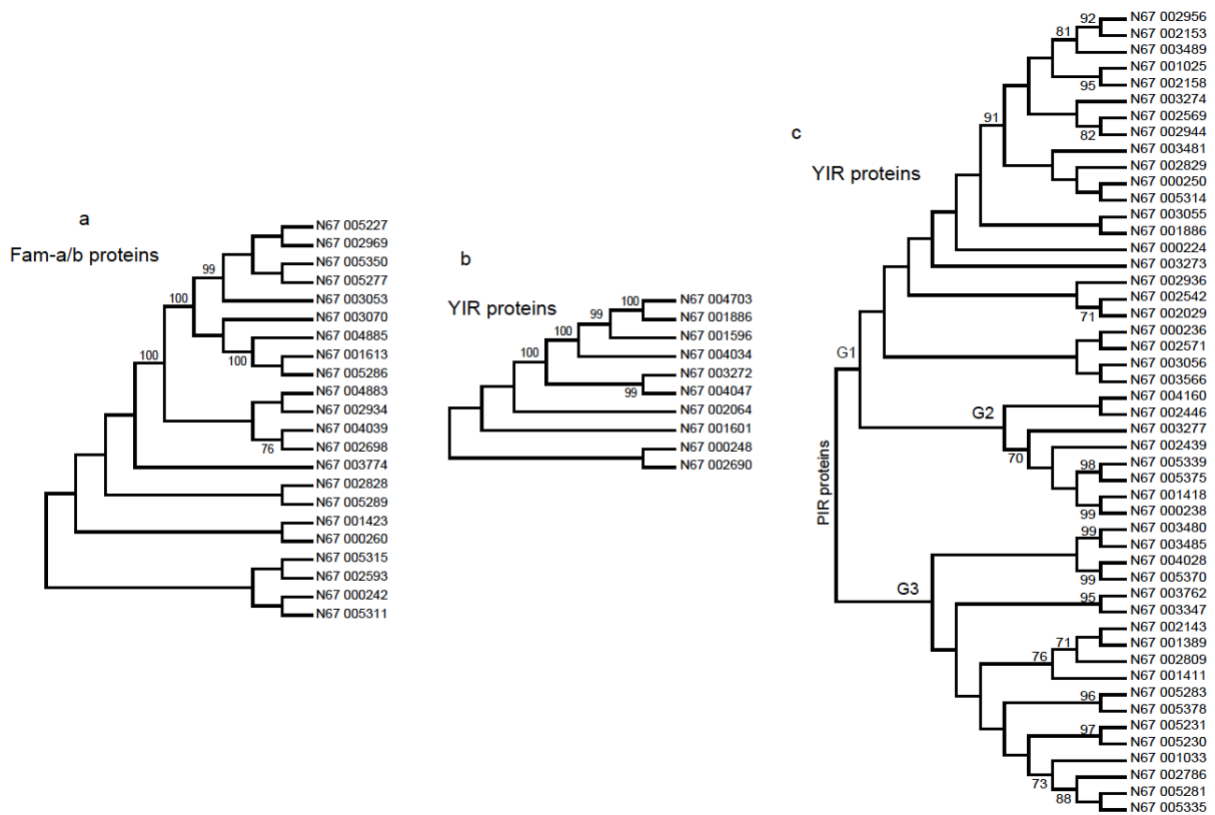 a
Fam-a/b proteins
N67 005227
N67 002969
N67 005350
N67 005277
N67 003053
N67 003070
N67 004885
N67 001613
N67 005286
N67 004883
N67 002934
N67 004039
N67 002698
N67 003774
N67 002828
N67 005289
N67 001423
N67 000260
N67 005315
N67 002593
N67 000242
N67 005311
99
100
100
100
76
b
YIR proteins
N67 004703
N67 001886
N67 001596
N67 004034
N67 003272
N67 004047
N67 002064
N67 001601
N67 000248
N67 002690
100
99
100
100
99
c
YIR proteins
PIR proteins
G1
G2
G3
N67 002956
N67 002153
N67 003489
N67 001025
N67 002158
N67 003274
N67 002569
N67 002944
N67 003481
N67 002829
N67 000250
N67 005314
N67 003055
N67 001886
N67 000224
N67 003273
N67 002936
N67 002542
N67 002029
N67 000236
N67 002571
N67 003056
N67 003566
N67 004160
N67 002446
N67 003277
N67 002439
N67 005339
N67 005375
N67 001418
N67 000238
N67 003480
N67 003485
N67 004028
N67 005370
N67 003762
N67 003347
N67 002143
N67 001389
N67 002809
N67 001411
N67 005283
N67 005378
N67 005231
N67 005230
N67 001033
N67 002786
N67 005281
N67 005335
92
81
95
91
82
71
70
98
99
99
99
95
71
76
96
97
73
88